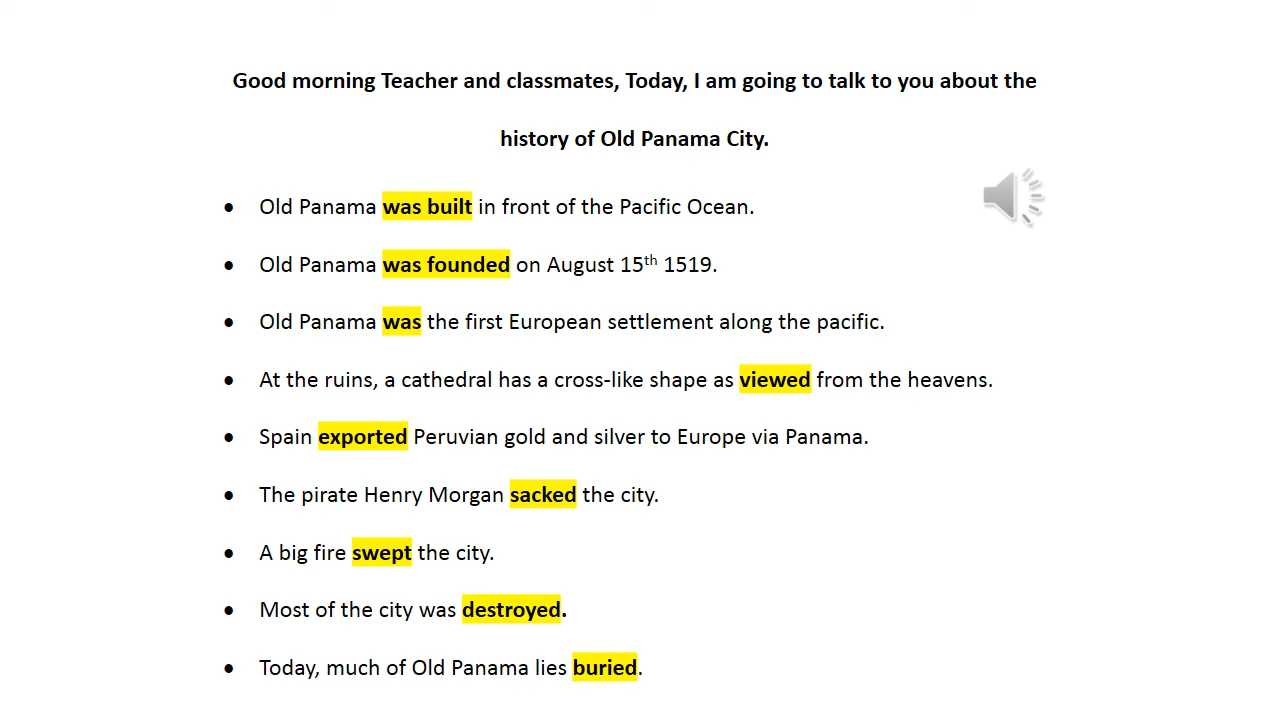 Good morning Teacher and classmates, Today, I am going to talk to you about the
history of Old Panama City.
• Old Panama was built in front of the Pacific Ocean.
• Old Panama was founded on August 15th 1519.
• Old Panama was the first European settlement along the pacific.
• At the ruins, a cathedral has a cross-like shape as viewed from the heavens.
• Spain exported Peruvian gold and silver to Europe via Panama.
• The pirate Henry Morgan sacked the city.
• A big fire swept the city.
• Most of the city was destroyed.
• Today, much of Old Panama lies buried.